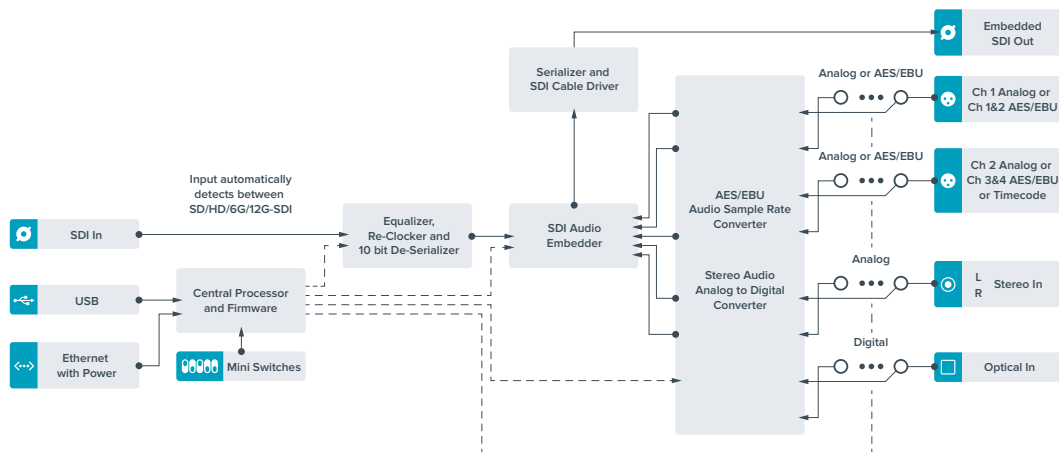 Embedded
SDI Out
Serializer and
SDI Cable Driver
Analog or AES/EBU
Ch 1 Analog or
Ch 1&2 AES/EBU
Analog or AES/EBU
Ch 2 Analog or
Ch 3&4 AES/EBU
or Timecode
Input automatically
detects between
SD/HD/6G/12G-SDI
AES/EBU
Audio Sample Rate
Converter
SDI In
Equalizer,
Re-Clocker and
10 bit De-Serializer
SDI Audio
Embedder
Analog
Stereo Audio
Analog to Digital
Converter
L
R
Stereo In
USB
Central Processor
and Firmware
Ethernet
with Power
Mini Switches
Digital
Optical In